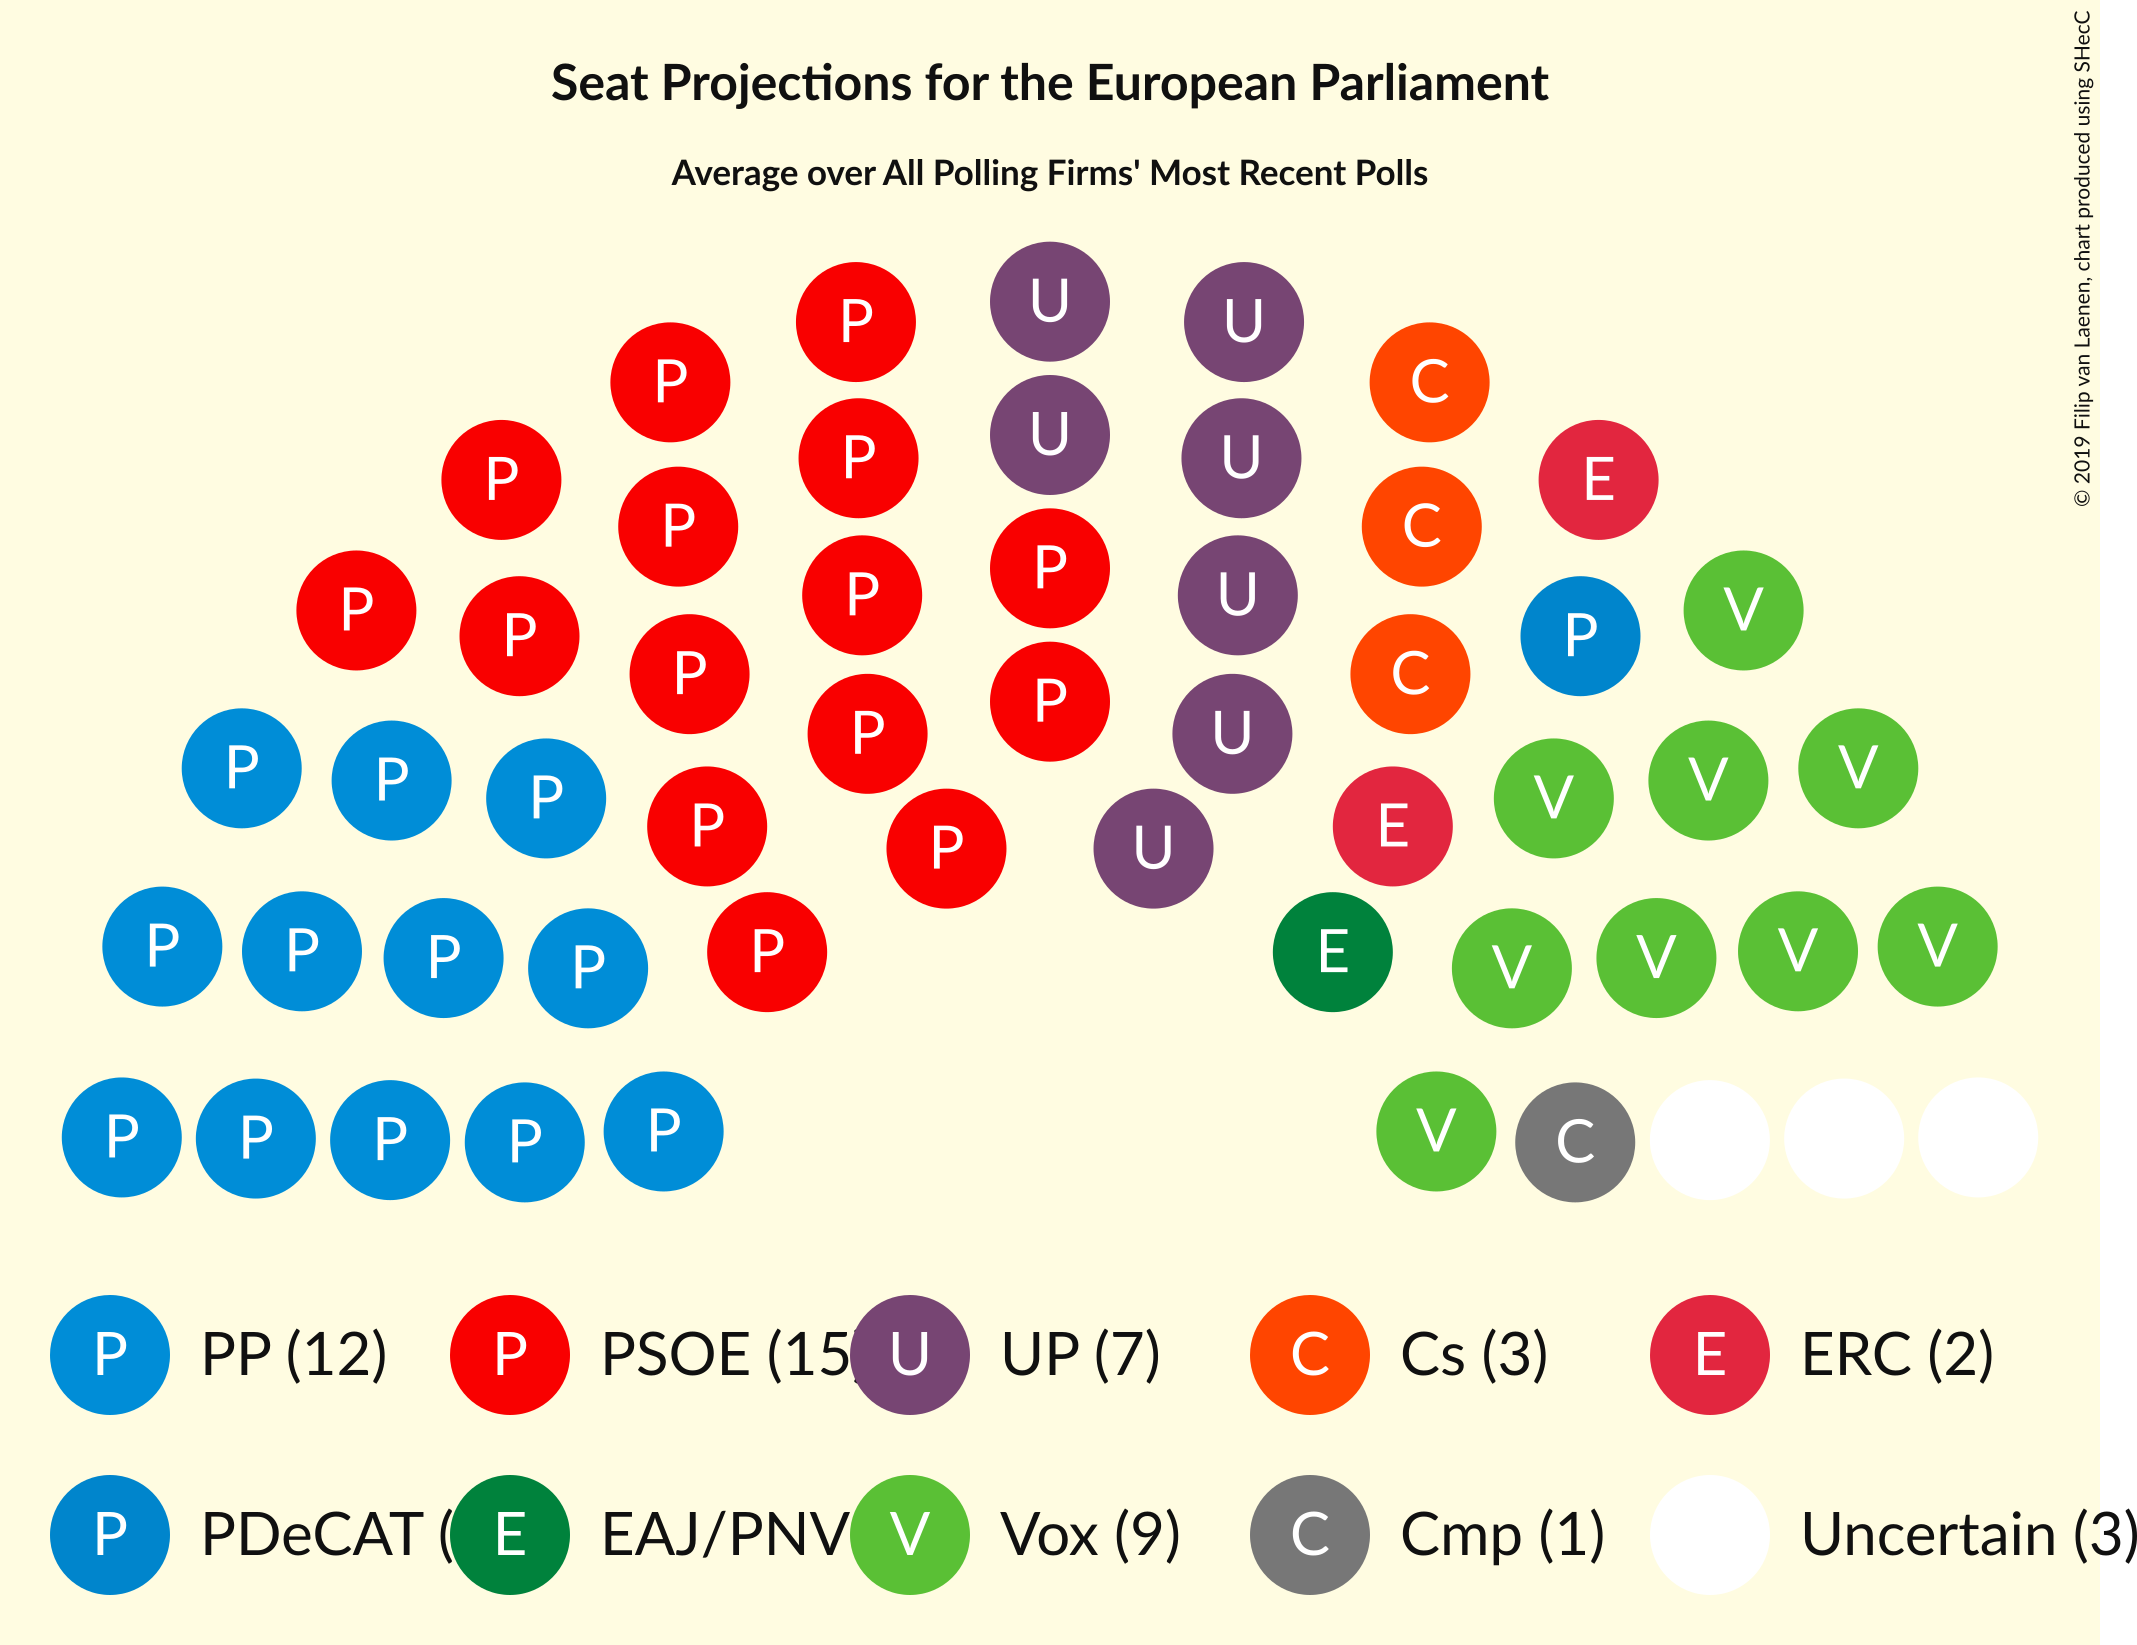 Seat Projections for the European Parliament
Average over All Polling Firms' Most Recent Polls
© 2019 Filip van Laenen, chart produced using SHecC
U
P U
P C
U
P U
P E
P C
P
P U
P P
P V
P C
P
P U
P P P V V V
P E
P U
P P P P P E V V V V
P P P P P V C
P PP (12) P PSOE (15 U UP (7) C Cs (3) E ERC (2)
P PDeCAT ( E EAJ/PNV V Vox (9) C Cmp (1) Uncertain (3)